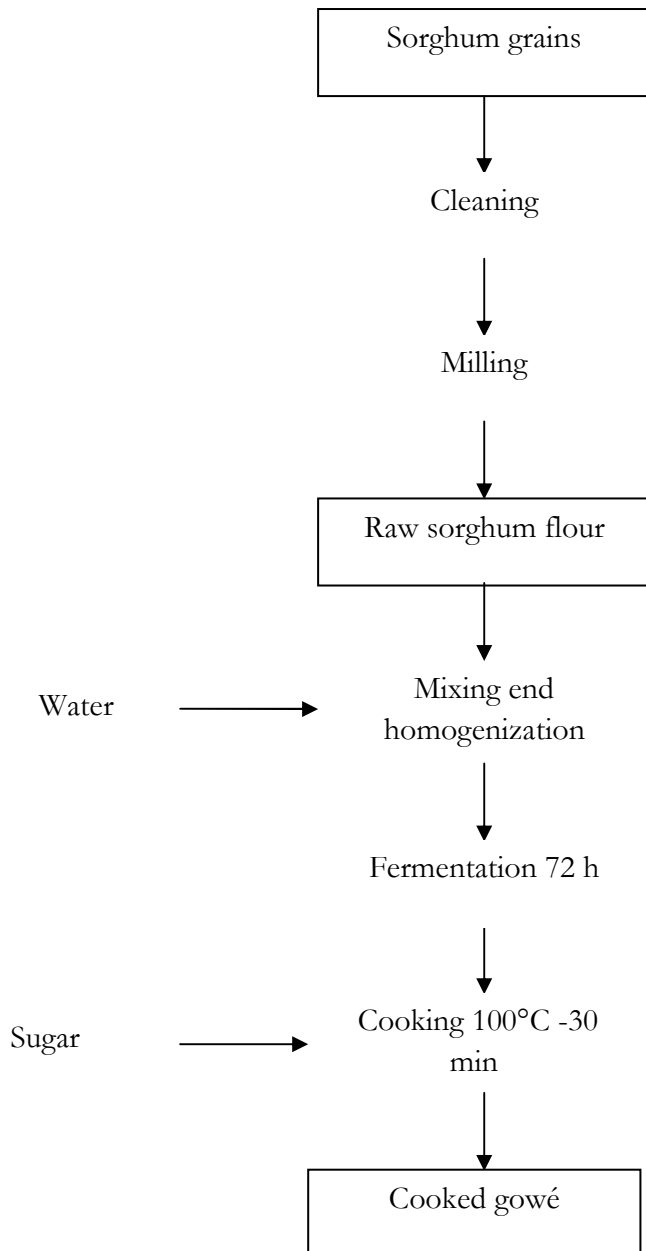 Sorghum grains
Cleaning
Milling
Raw sorghum flour
Water
Mixing end
homogenization
Fermentation 72 h
Sugar
Cooking 100°C -30
min
Cooked gowé